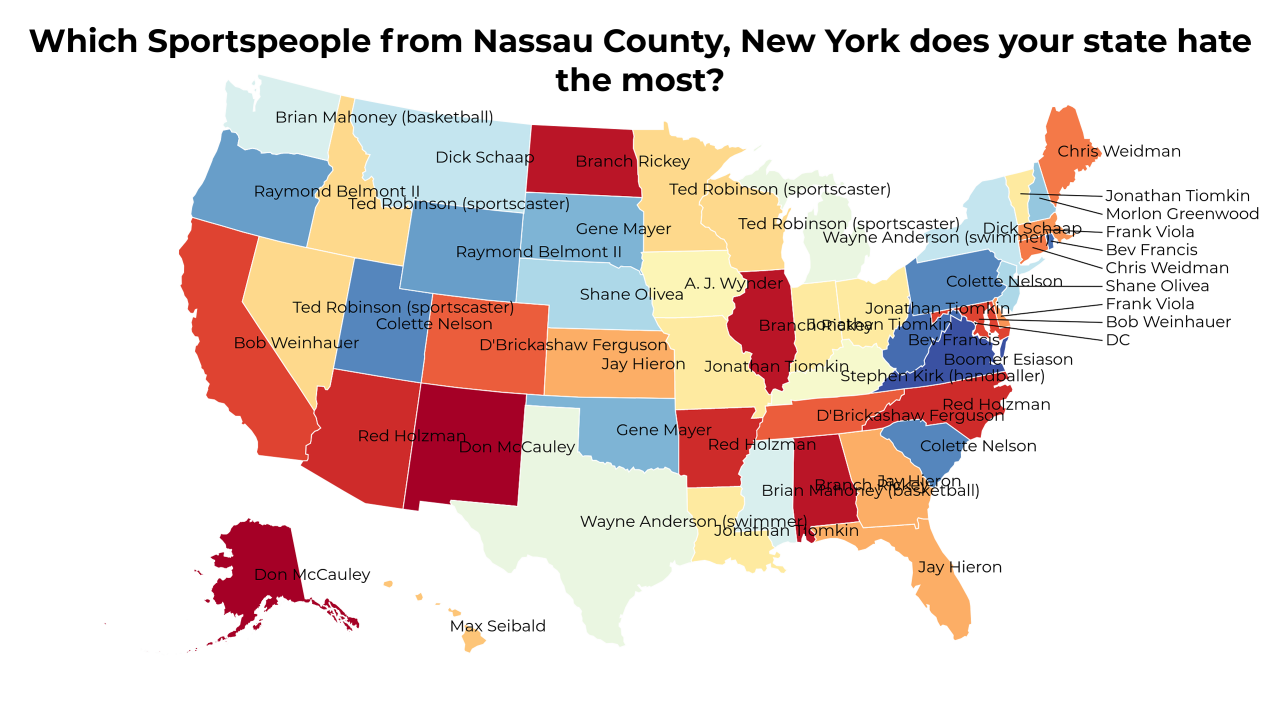 Which Sportspeople from Nassau County, New York does your state hate
the most?
Brian Mahoney (basketball)
Chris Weidman
Dick Schaap
Branch Rickey
Ted Robinson (sportscaster)
Raymond Belmont II
Jonathan Tiomkin
Ted Robinson (sportscaster)
Morlon Greenwood
Ted Robinson (sportscaster)
Gene Mayer
Dick Schaap
Frank Viola
Wayne Anderson (swimmer)
Bev Francis
Raymond Belmont II
Chris Weidman
Colette Nelson
A. J. Wynder
Shane Olivea
Shane Olivea
Frank Viola
Ted Robinson (sportscaster)
Jonathan Tiomkin
Bob Weinhauer
Colette Nelson
Branch Rickey
Jonathan Tiomkin
DC
Bev Francis
Bob Weinhauer
D'Brickashaw Ferguson
Boomer Esiason
Jay Hieron
Jonathan Tiomkin
Stephen Kirk (handballer)
Red Holzman
D'Brickashaw Ferguson
Gene Mayer
Red Holzman
Don McCauley
Red Holzman
Colette Nelson
Jay Hieron
Branch Rickey
Brian Mahoney (basketball)
Wayne Anderson (swimmer)
Jonathan Tiomkin
Jay Hieron
Don McCauley
Max Seibald